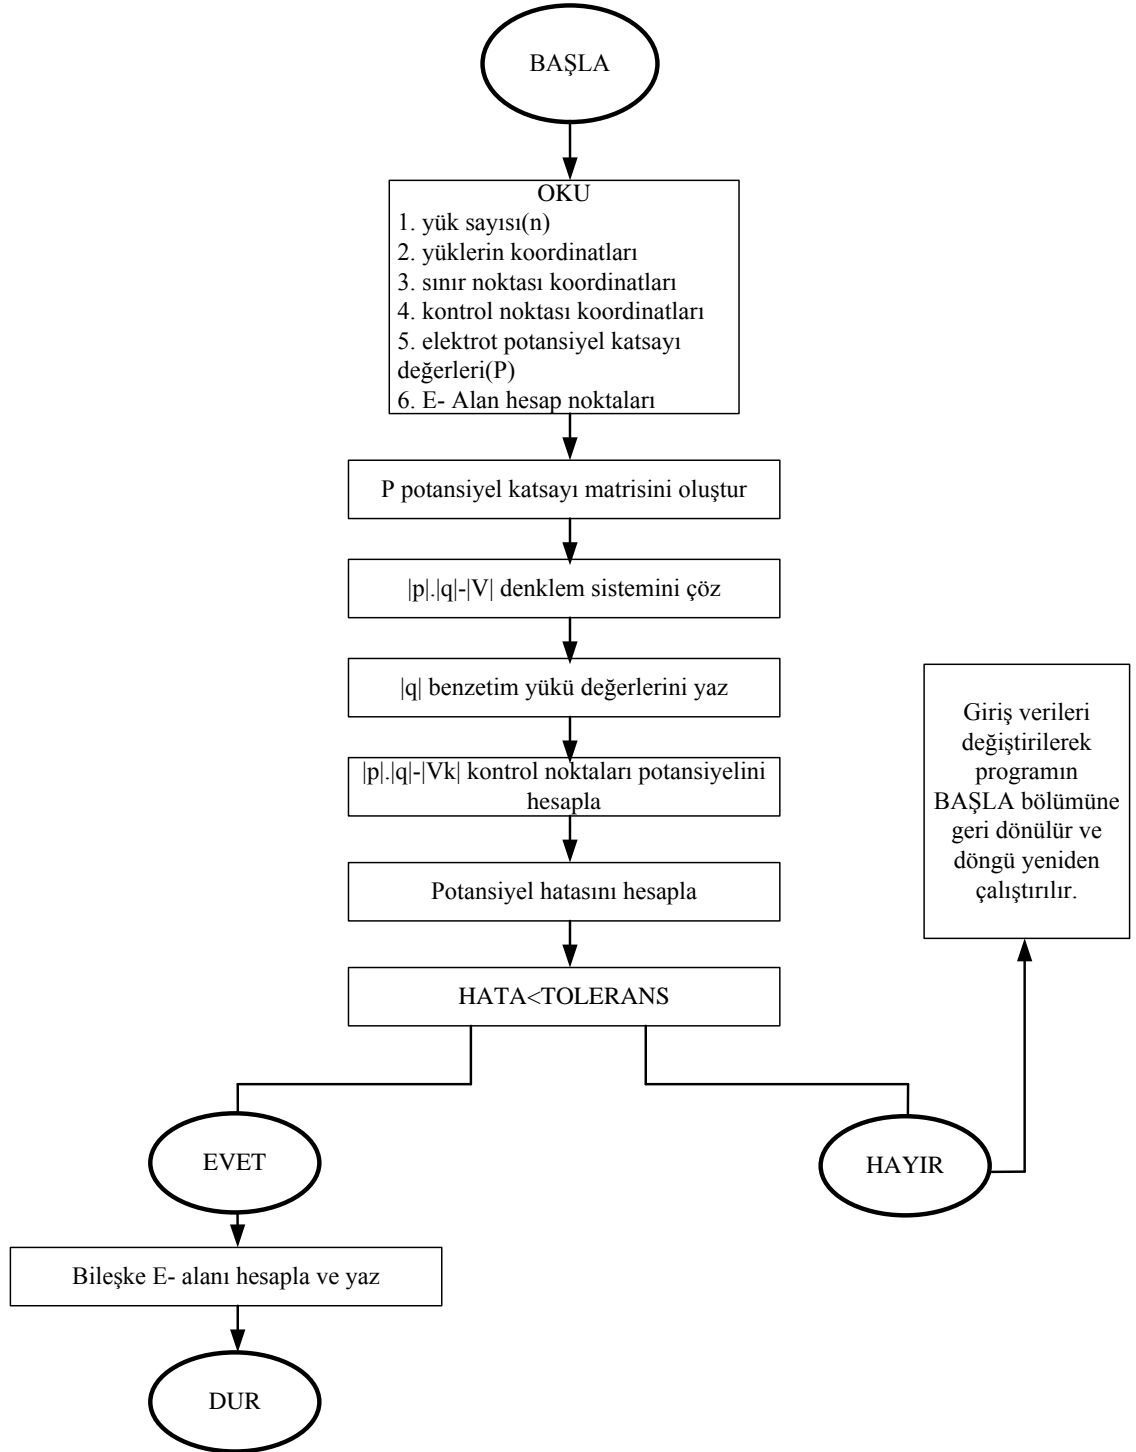 BAŞLA
OKU
1. yük sayısı(n)
2. yüklerin koordinatları
3. sınır noktası koordinatları
4. kontrol noktası koordinatları
5. elektrot potansiyel katsayı
değerleri(P)
6. E- Alan hesap noktaları
P potansiyel katsayı matrisini oluştur
|p|.|q|-|V| denklem sistemini çöz
|q| benzetim yükü değerlerini yaz
|p|.|q|-|Vk| kontrol noktaları potansiyelini
hesapla
Potansiyel hatasını hesapla
HATA<TOLERANS
EVET
Bileşke E- alanı hesapla ve yaz
DUR
HAYIR
Giriş verileri
değiştirilerek
programın
BAŞLA bölümüne
geri dönülür ve
döngü yeniden
çalıştırılır.